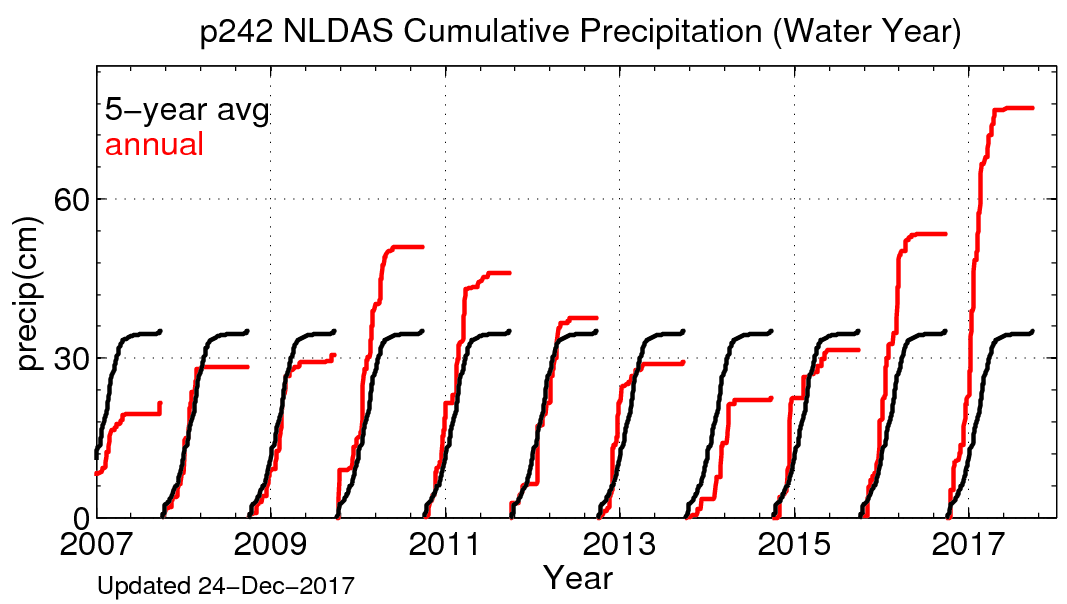 p242 NLDAS Cumulative Precipitation (Water Year)
5−year avg
annual
precip(cm)
60
30
0
2007 2009 2011 2013 2015 2017
Year
Updated 24−Dec−2017